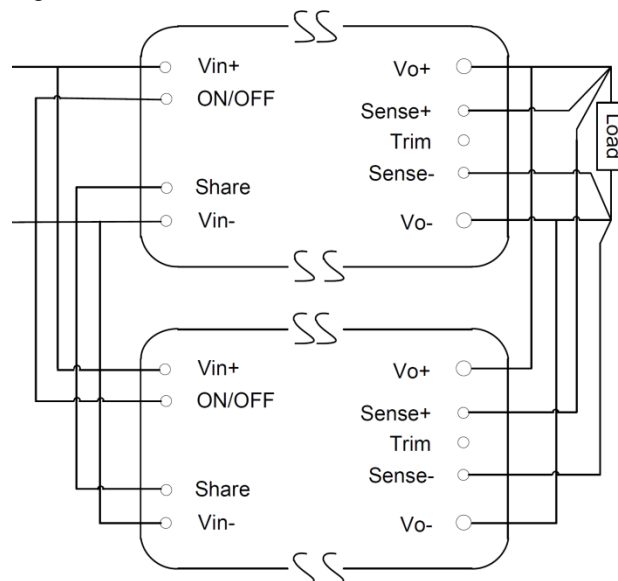 Vin+
Vo+
ON/OFF
Sense+
Trim
Load
Share
Sense-
Vin-
Vo-
Vin+
Vo+
ON/OFF
Sense+
Trim
Sense-
Share
Vin-
Vo-